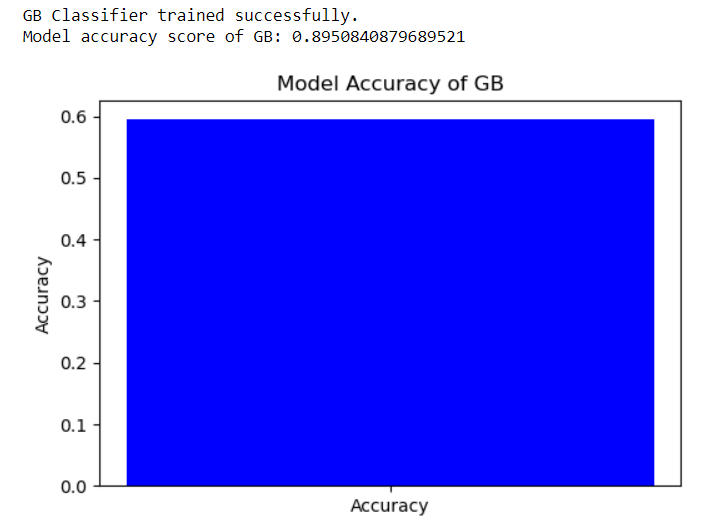 GB Classifier trained successfully.
Model accuracy score of GB: 0.8950840879689521
Model Accuracy of GB
0.6
0.5
0.4
0.3
0.2
0.1
0.0
Accuracy
Accuracy